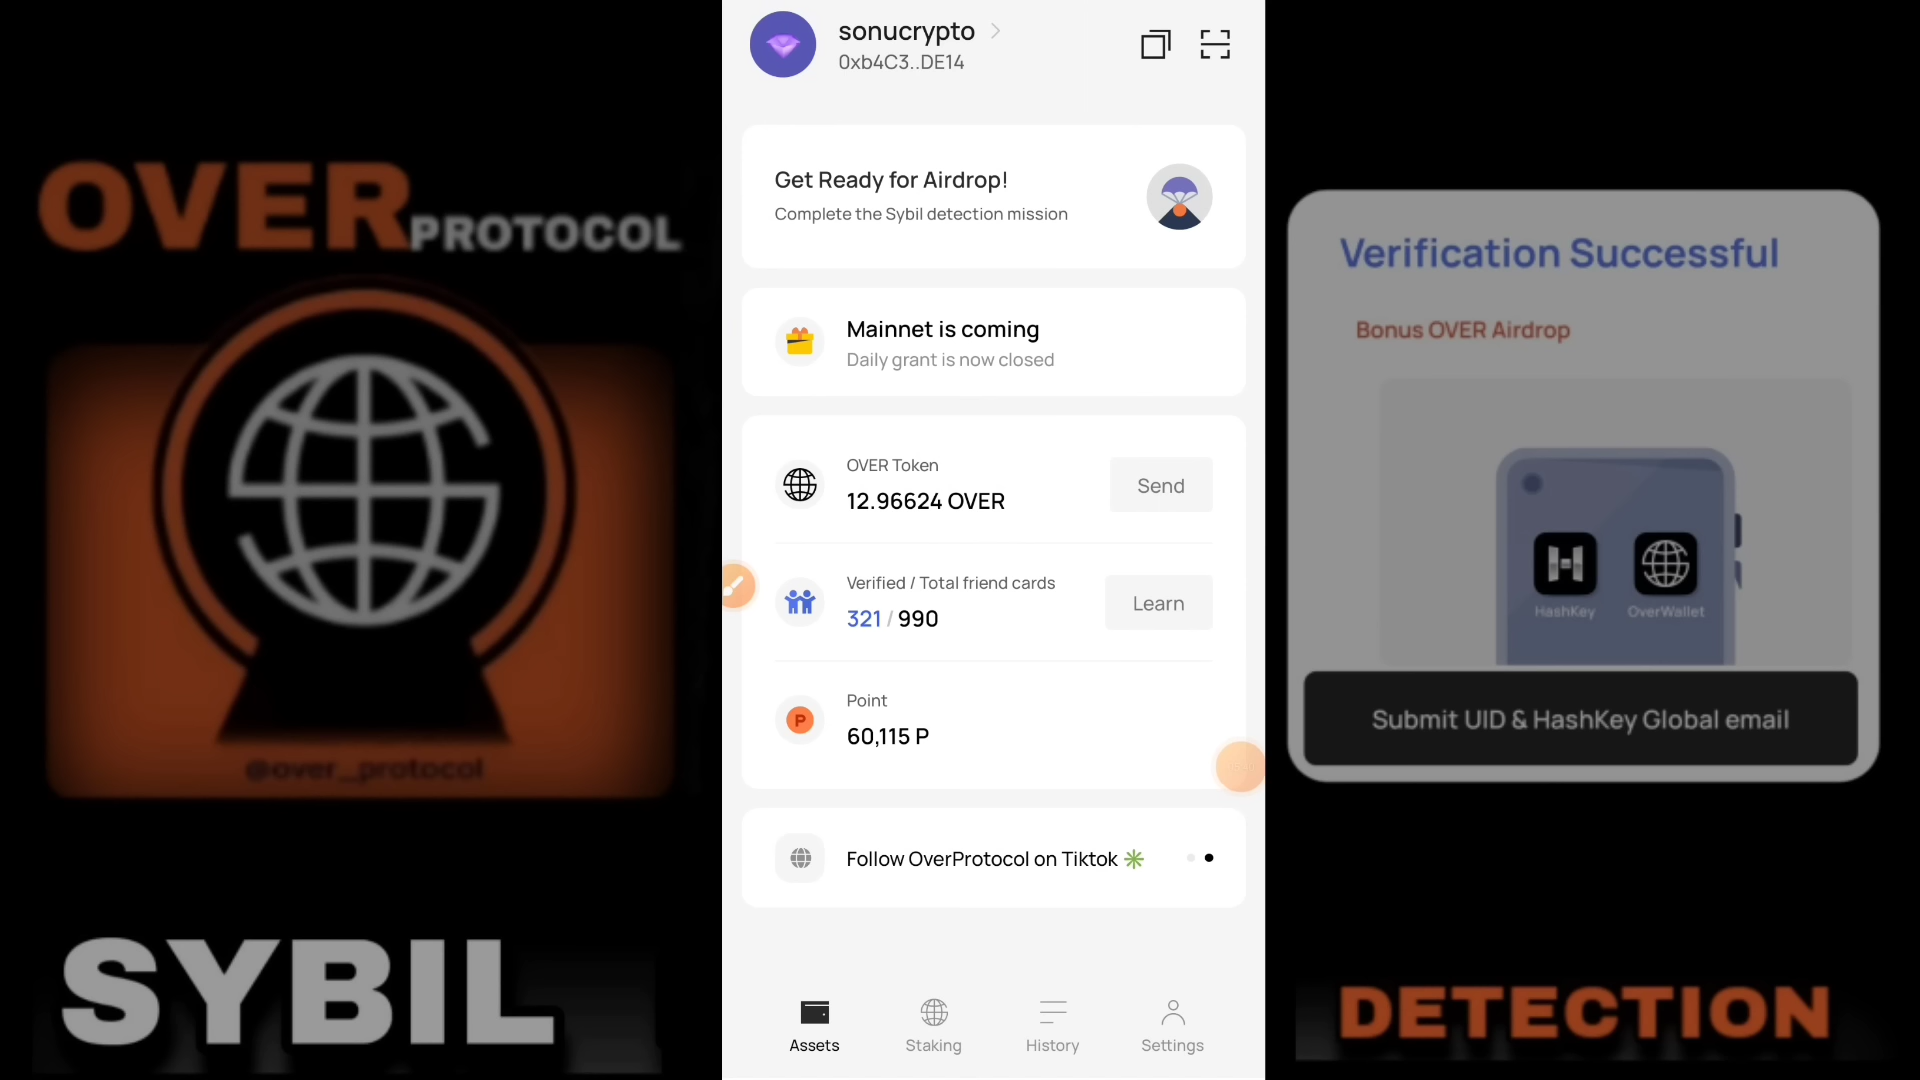 OVER
PROTOCOL
@over_protocol
SYBIL
sonucrypto
0xb4C3..DE14
Get Ready for Airdrop!
Complete the Sybil detection mission
Mainnet is coming
Daily grant is now closed
OVER Token
12.96624 OVER
Send
Verified / Total friend cards
321 / 990
Learn
Point
P
60,115 P
Follow OverProtocol on Tiktok ✳️
Assets
Staking
History
Settings
Verification Successful
Bonus OVER Airdrop
HashKey
OverWallet
Submit UID & HashKey Global email
DETECTION